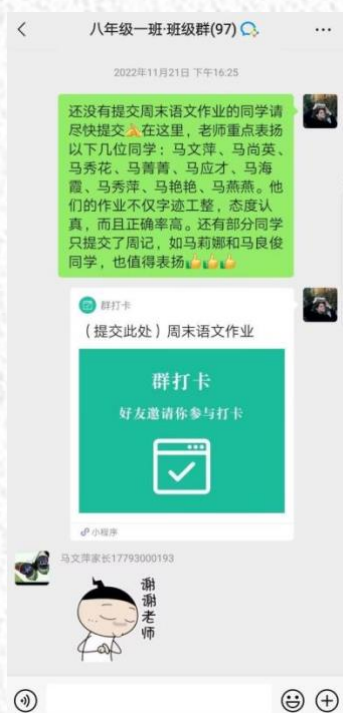 八年级一班·班级群(97)
2022年11月21日 下午16:25
还没有提交周末语文作业的同学请
尽快提交🙏在这里，老师重点表扬
以下几位同学：马文萍、马尚英、
马秀花、马菁菁、马应才、马海
霞、马秀萍、马艳艳、马燕燕。他
们的作业不仅字迹工整，态度认
真，而且正确率高。还有部分同学
只提交了周记，如马莉娜和马良俊
同学，也值得表扬👍👍👍
群打卡
（提交此处）周末语文作业
群打卡
好友邀请你参与打卡
小程序
马文萍家长17793000193
谢谢老师